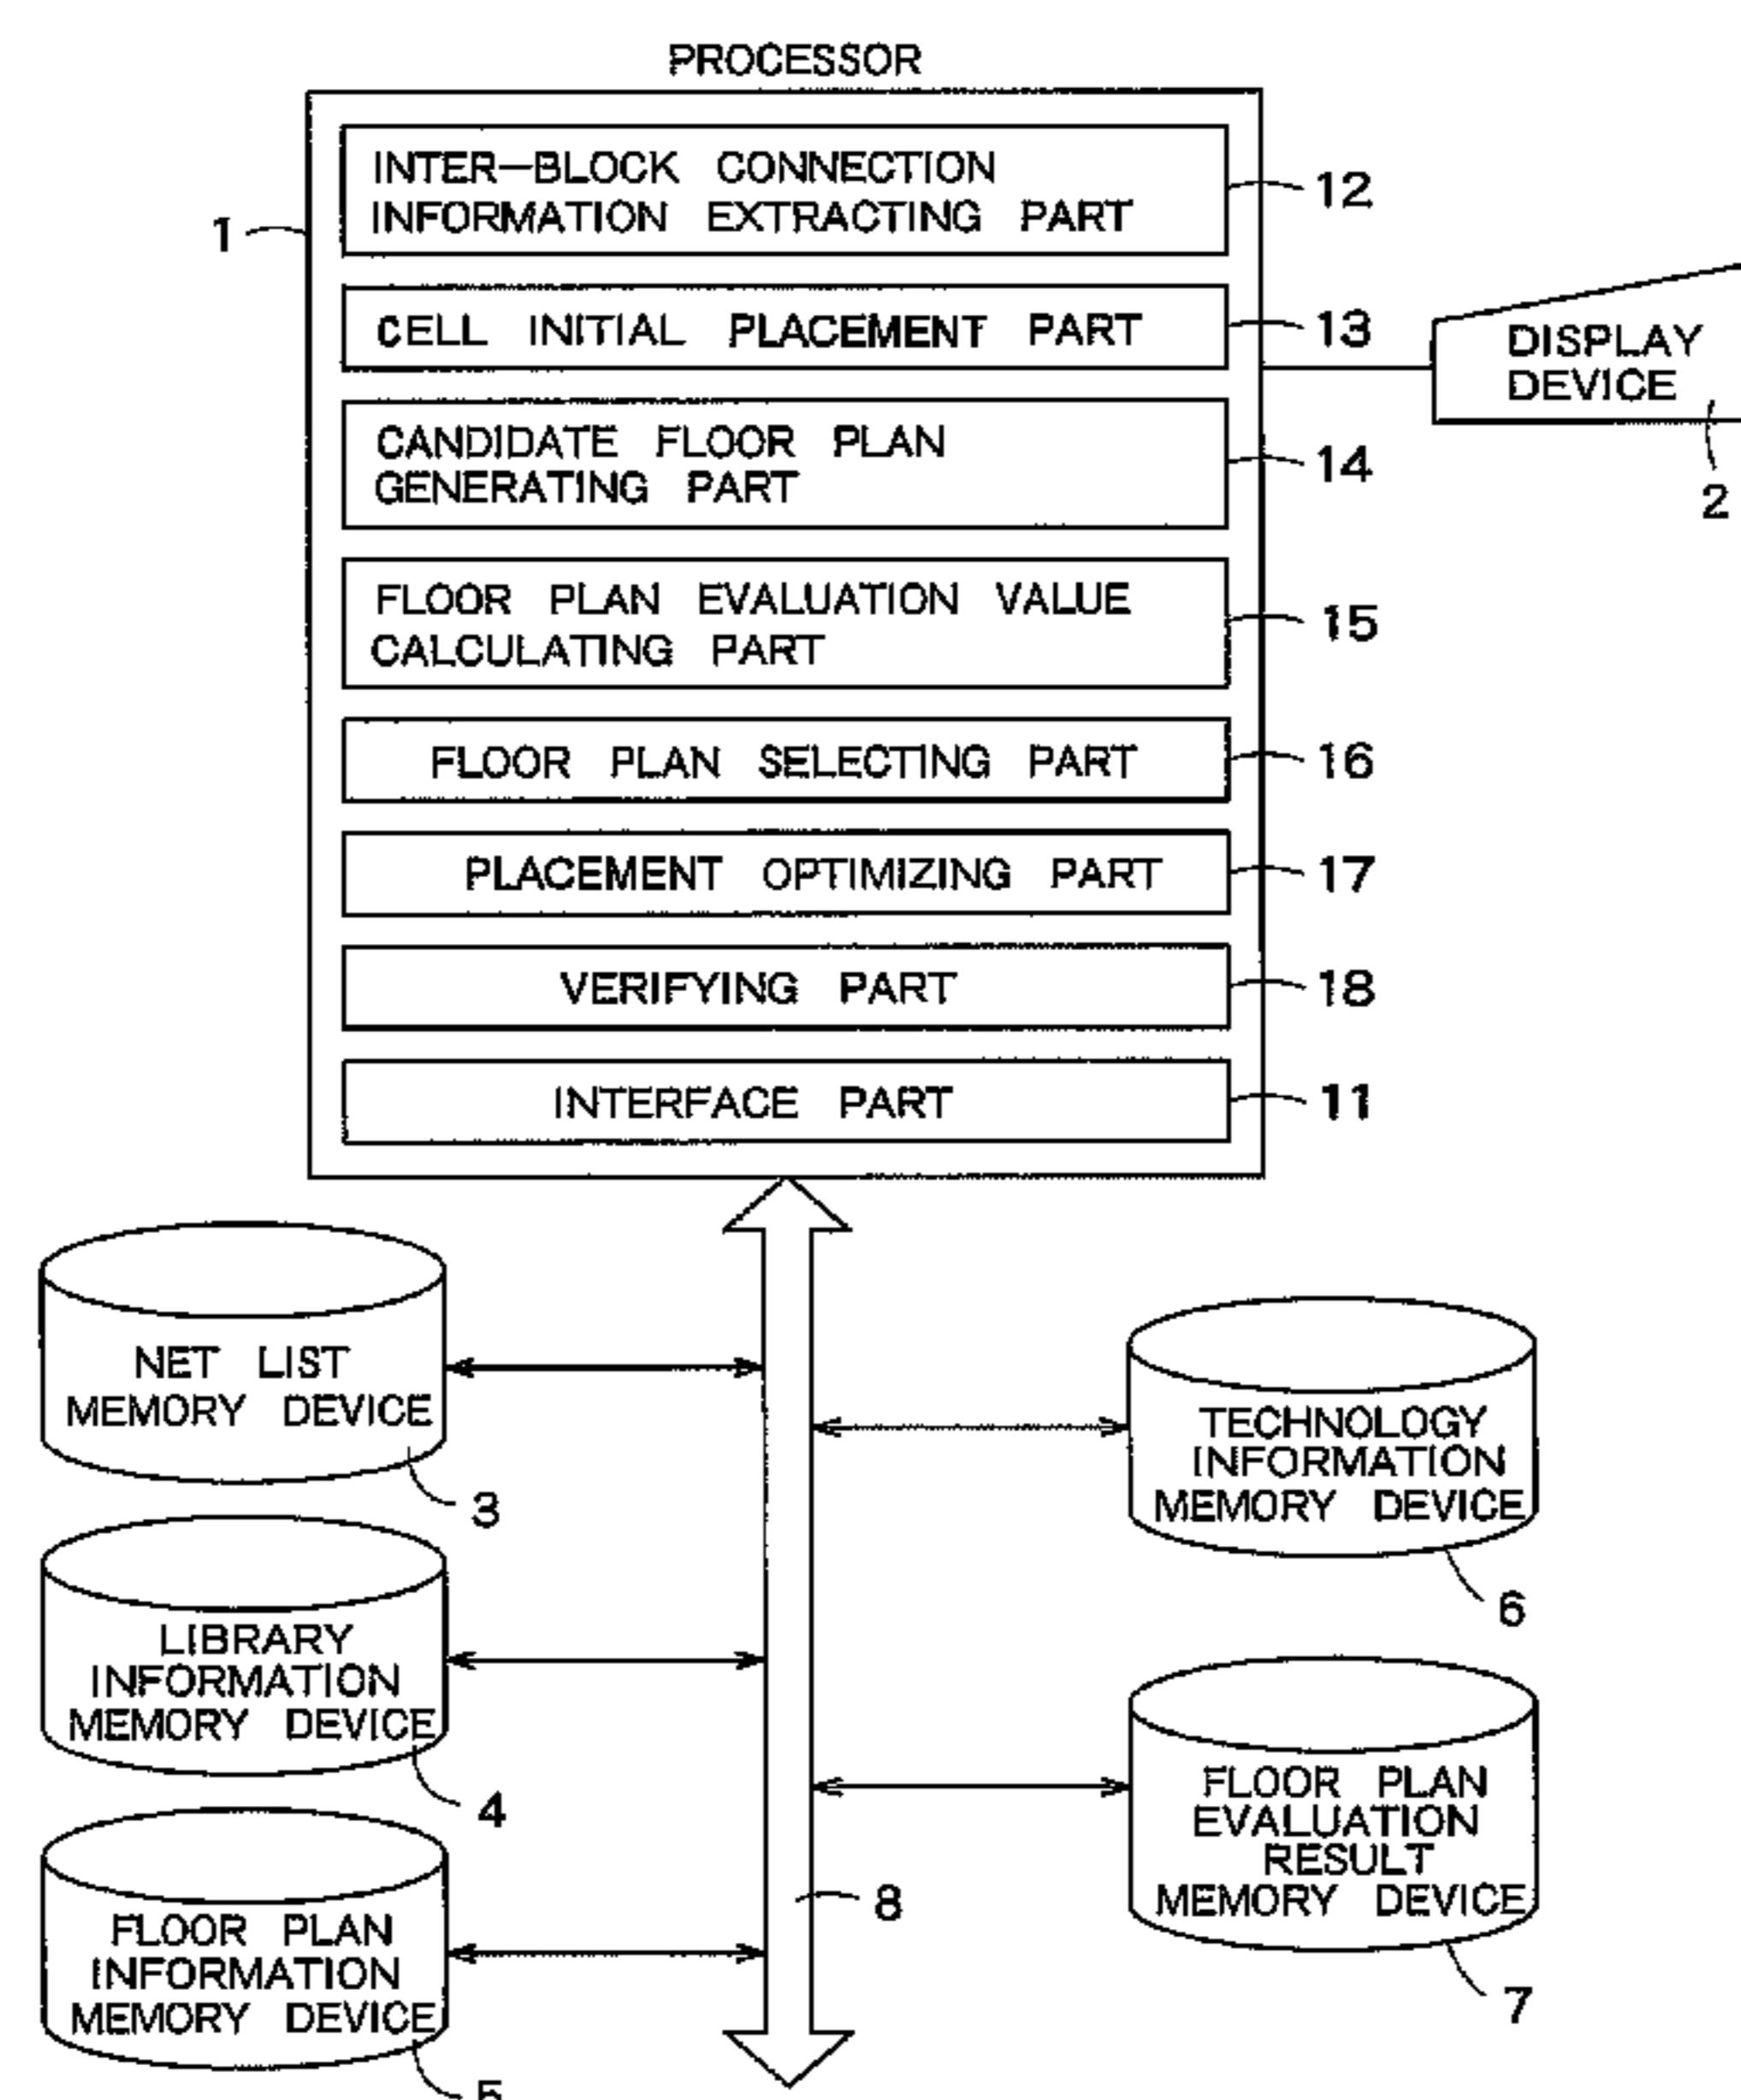 PROCESSOR
INTER-BLOCK CONNECTION
INFORMATION EXTRACTING PART
12
1
CELL INITIAL PLACEMENT PART
13
DISPLAY
DEVICE
2
CANDIDATE FLOOR PLAN
GENERATING PART
14
FLOOR PLAN EVALUATION VALUE
CALCULATING PART
15
FLOOR PLAN SELECTING PART
16
PLACEMENT OPTIMIZING PART
17
VERIFYING PART
18
INTERFACE PART
11
NET LIST
MEMORY DEVICE
3
LIBRARY
INFORMATION
MEMORY DEVICE
4
FLOOR PLAN
INFORMATION
MEMORY DEVICE
5
8
TECHNOLOGY
INFORMATION
MEMORY DEVICE
6
FLOOR PLAN
EVALUATION
RESULT
MEMORY DEVICE
7